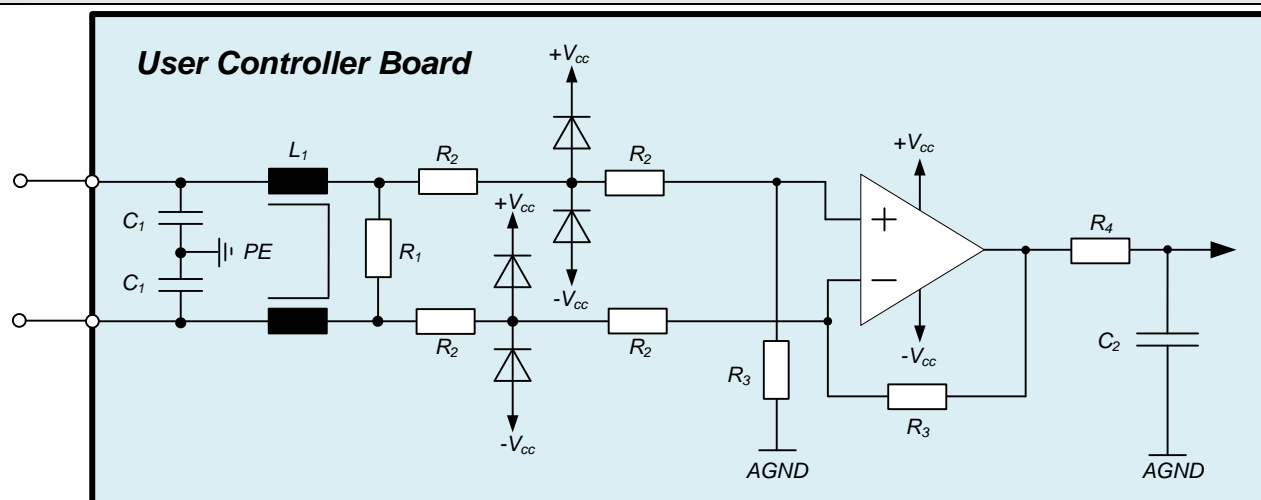 User Controller Board
+Vcc
L1
R2
R2
+Vcc
+Vcc
C1
PE
R1
+
R4
C1
−
-Vcc
R2
R2
-Vcc
C2
R3
R3
-Vcc
AGND
AGND